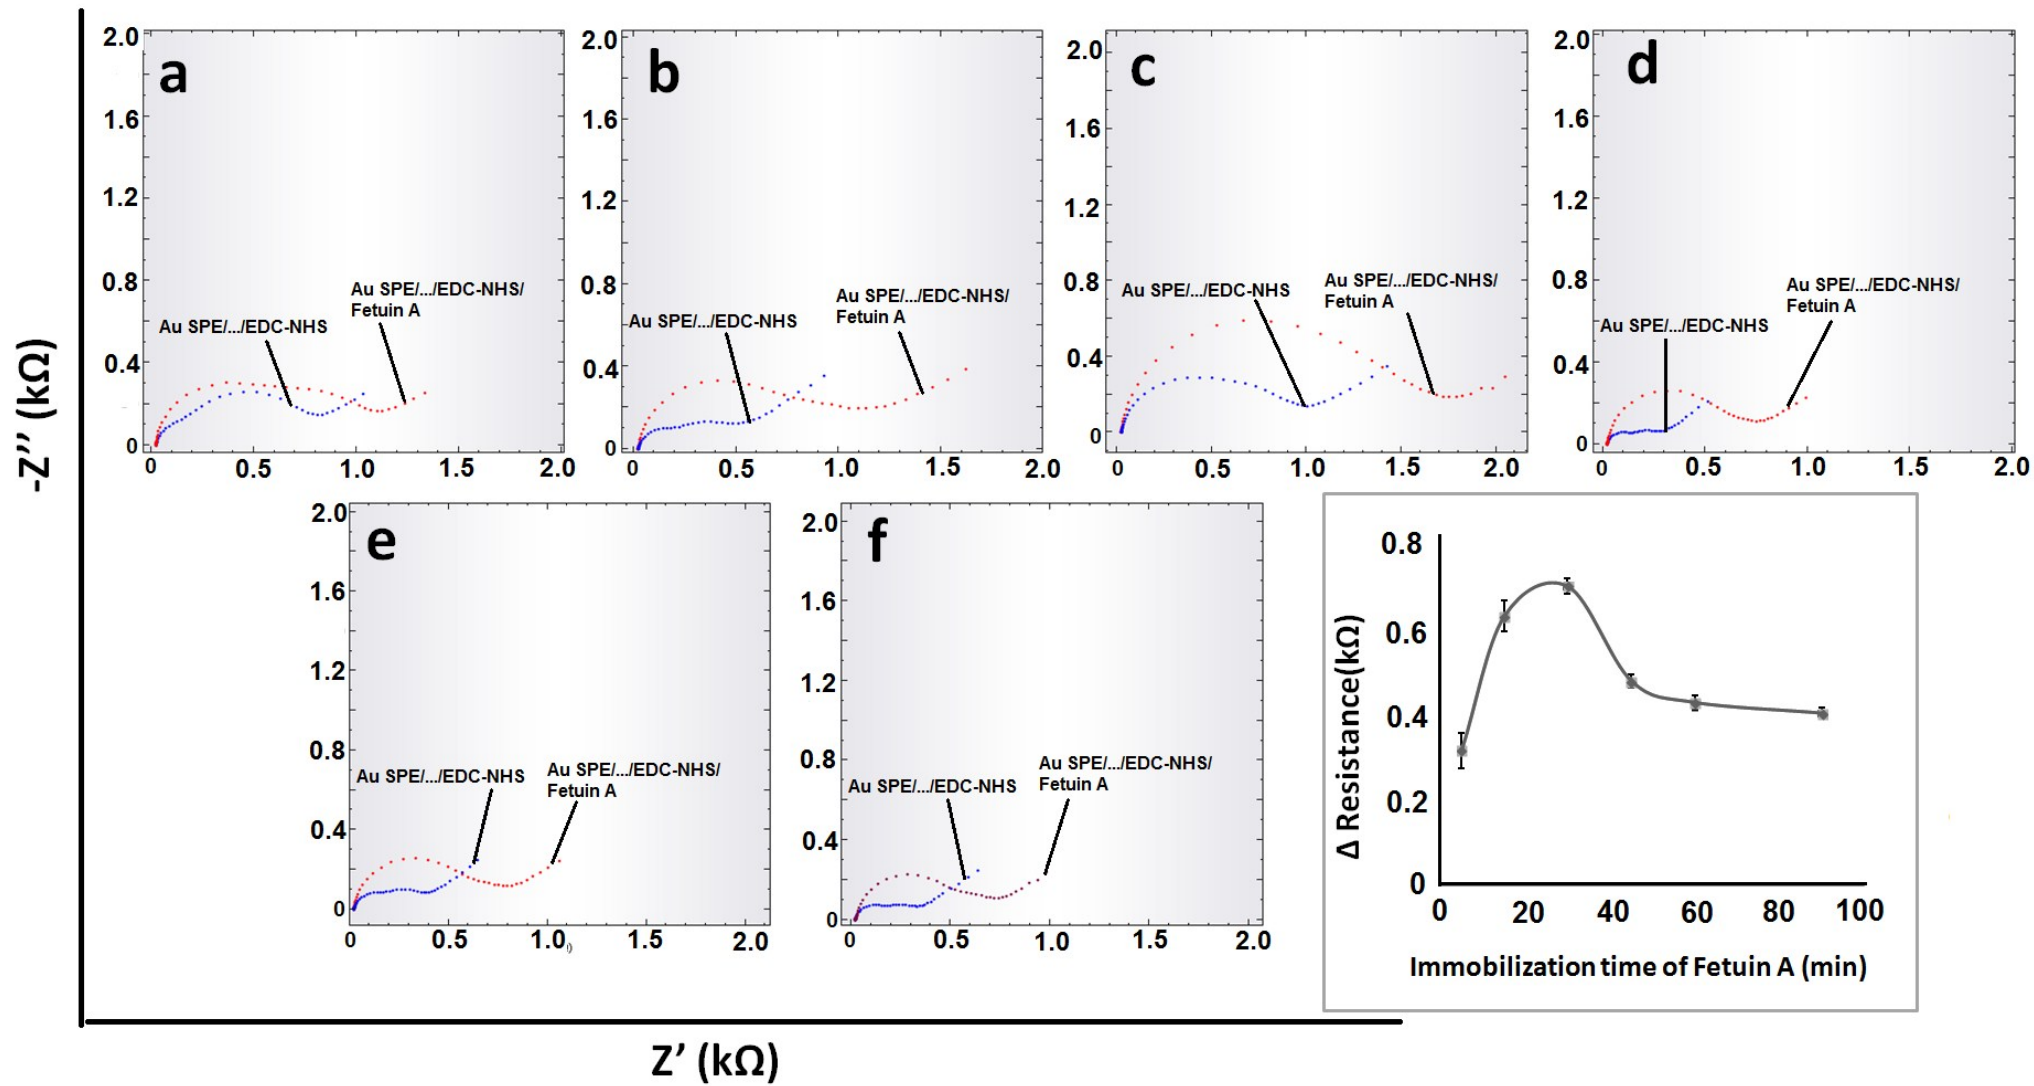 -Z’’ (kΩ)
a
2.0
1.6
1.2
0.8
0.4
0
Au SPE/.../EDC-NHS
Au SPE/.../EDC-NHS/
Fetuin A
0 0.5 1.0 1.5 2.0
b
2.0
1.6
1.2
0.8
0.4
0
Au SPE/.../EDC-NHS
Au SPE/.../EDC-NHS/
Fetuin A
0 0.5 1.0 1.5 2.0
c
2.0
1.6
1.2
0.8
0.4
0
Au SPE/.../EDC-NHS
Au SPE/.../EDC-NHS/
Fetuin A
0 0.5 1.0 1.5 2.0
d
2.0
1.6
1.2
0.8
0.4
0
Au SPE/.../EDC-NHS
Au SPE/.../EDC-NHS/
Fetuin A
0 0.5 1.0 1.5 2.0
e
2.0
1.6
1.2
0.8
0.4
0
Au SPE/.../EDC-NHS
Au SPE/.../EDC-NHS/
Fetuin A
0 0.5 1.0 1.5 2.0
f
2.0
1.6
1.2
0.8
0.4
0
Au SPE/.../EDC-NHS
Au SPE/.../EDC-NHS/
Fetuin A
0 0.5 1.0 1.5 2.0
Δ Resistance(kΩ)
0.8
0.6
0.4
0.2
0
0 20 40 60 80 100
Immobilization time of Fetuin A (min)
Z’ (kΩ)